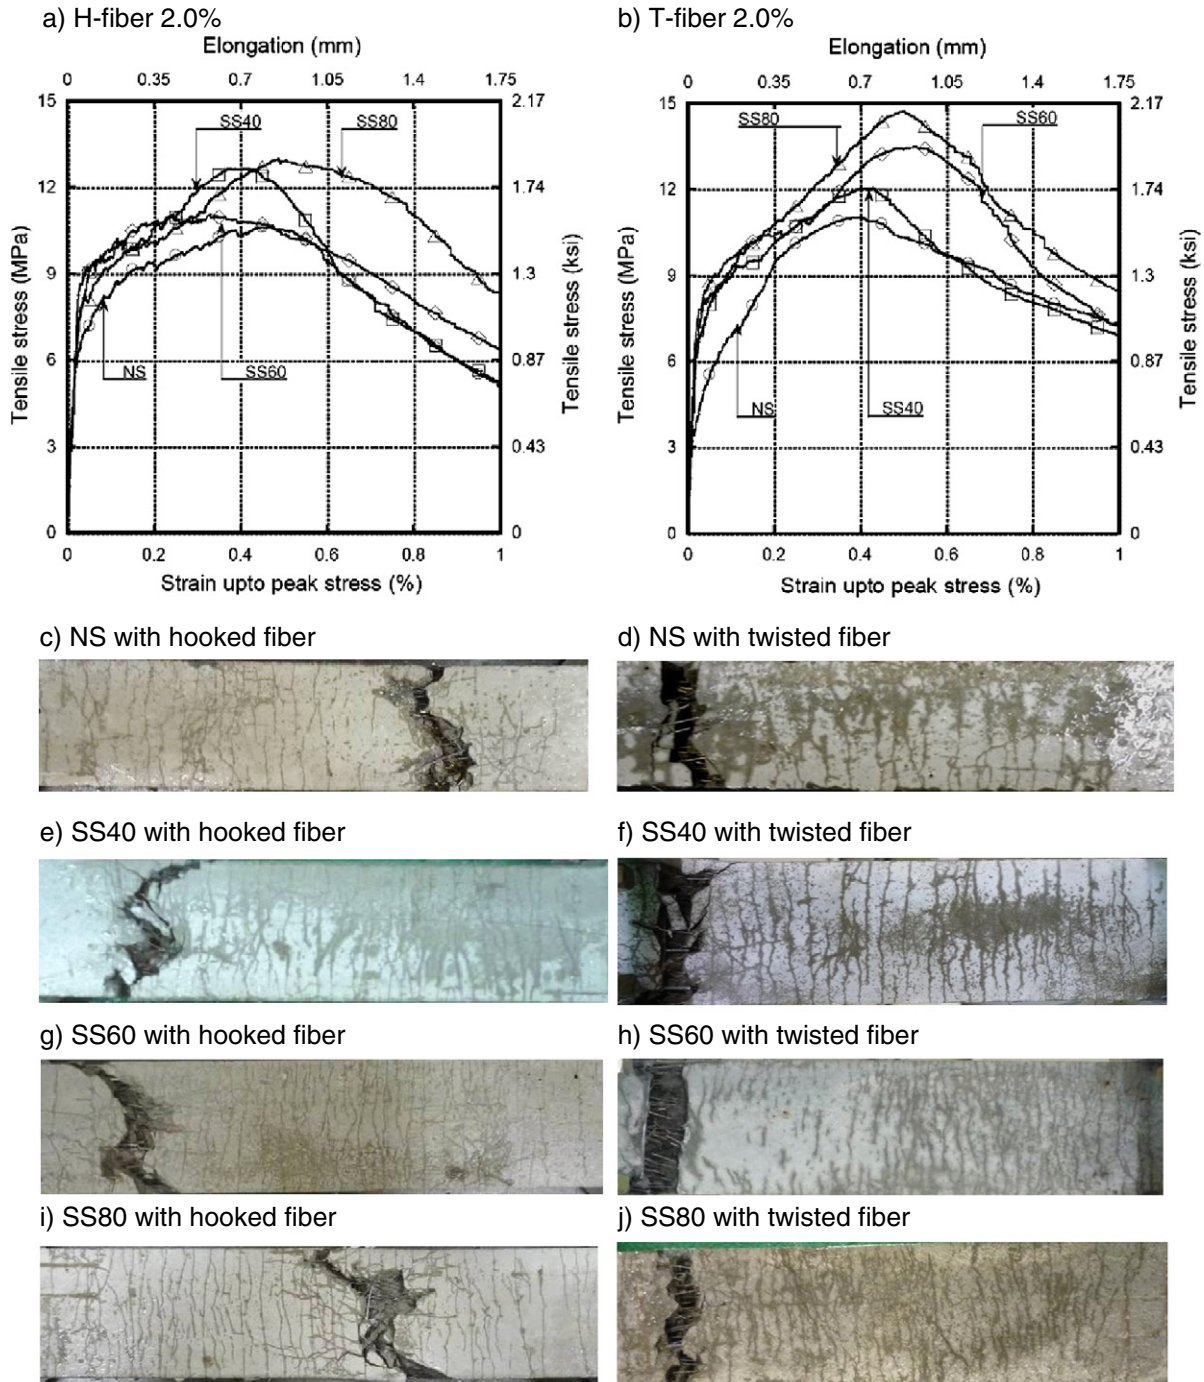 a) H-fiber 2.0%
Elongation (mm)
0 0.35 0.7 1.05 1.4 1.75
15 2.17
SS40 SS80
12 1.74
9 1.3
6 0.87
NS SS60
3 0.43
0 0
Tensile stress (MPa)
Tensile stress (ksi)
0 0.2 0.4 0.6 0.8 1
Strain upto peak stress (%)
b) T-fiber 2.0%
Elongation (mm)
0 0.35 0.7 1.05 1.4 1.75
15 2.17
SS80 SS60
12 1.74
9 1.3
6 0.87
NS SS40
3 0.43
0 0
Tensile stress (MPa)
Tensile stress (ksi)
0 0.2 0.4 0.6 0.8 1
Strain upto peak stress (%)
c) NS with hooked fiber
d) NS with twisted fiber
e) SS40 with hooked fiber
f) SS40 with twisted fiber
g) SS60 with hooked fiber
h) SS60 with twisted fiber
i) SS80 with hooked fiber
j) SS80 with twisted fiber